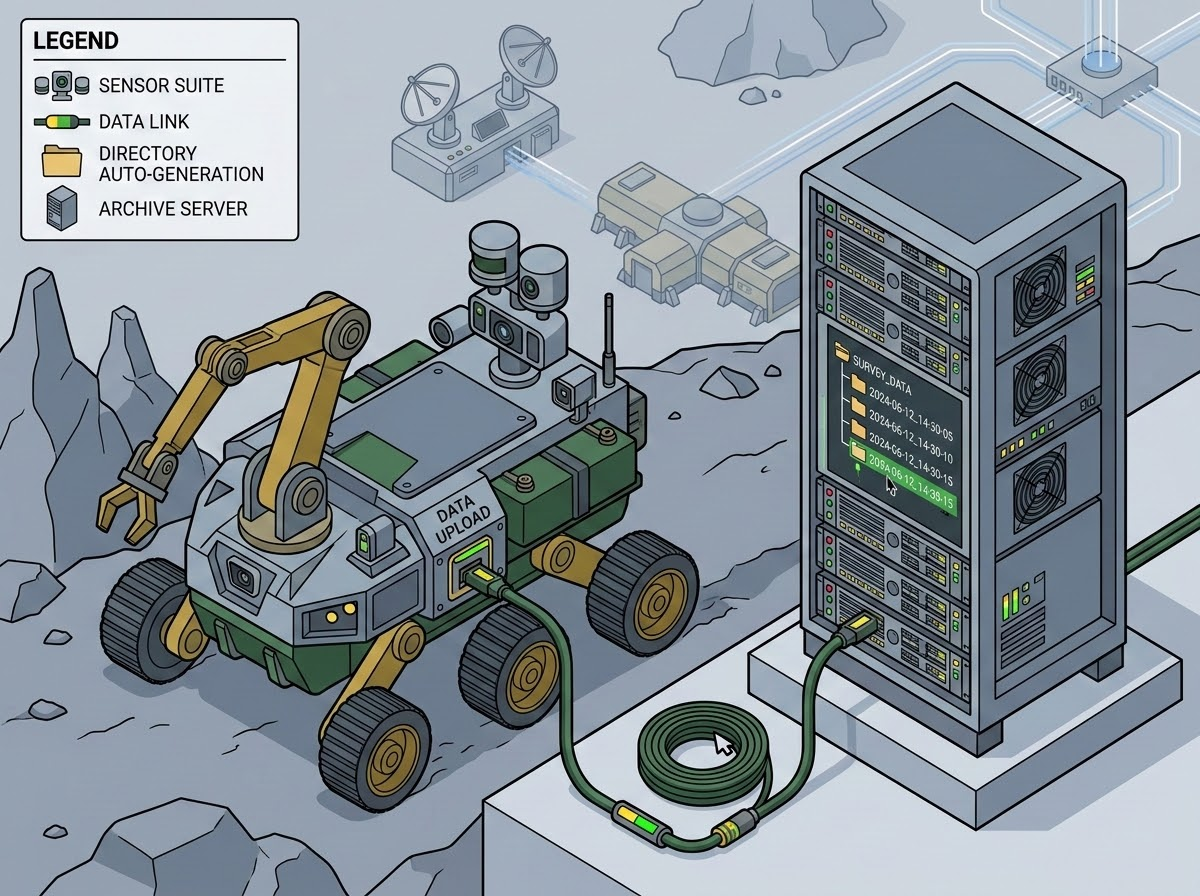 LEGEND
SENSOR SUITE
DATA LINK
DIRECTORY
AUTO-GENERATION
ARCHIVE SERVER
DATA
UPLOAD
SURVEY_DATA
2024-06-12_14-30-05
2024-06-12_14-30-10
2024-06-12_14-30-15